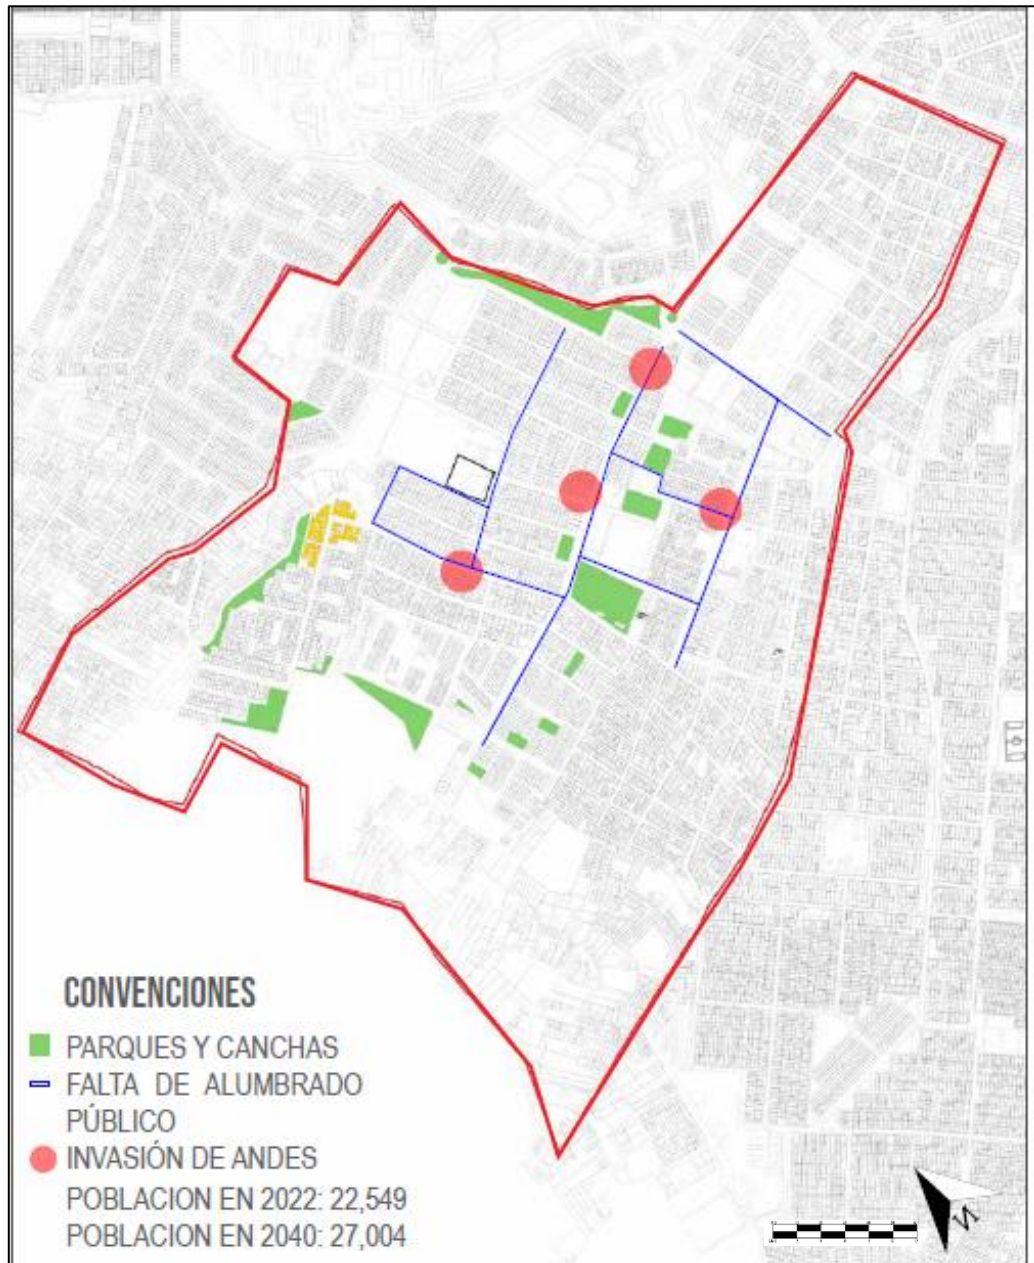 CONVENCIONES
PARQUES Y CANCHAS
FALTA DE ALUMBRADO
PÚBLICO
INVASIÓN DE ANDES
POBLACION EN 2022: 22,549
POBLACION EN 2040: 27,004
N